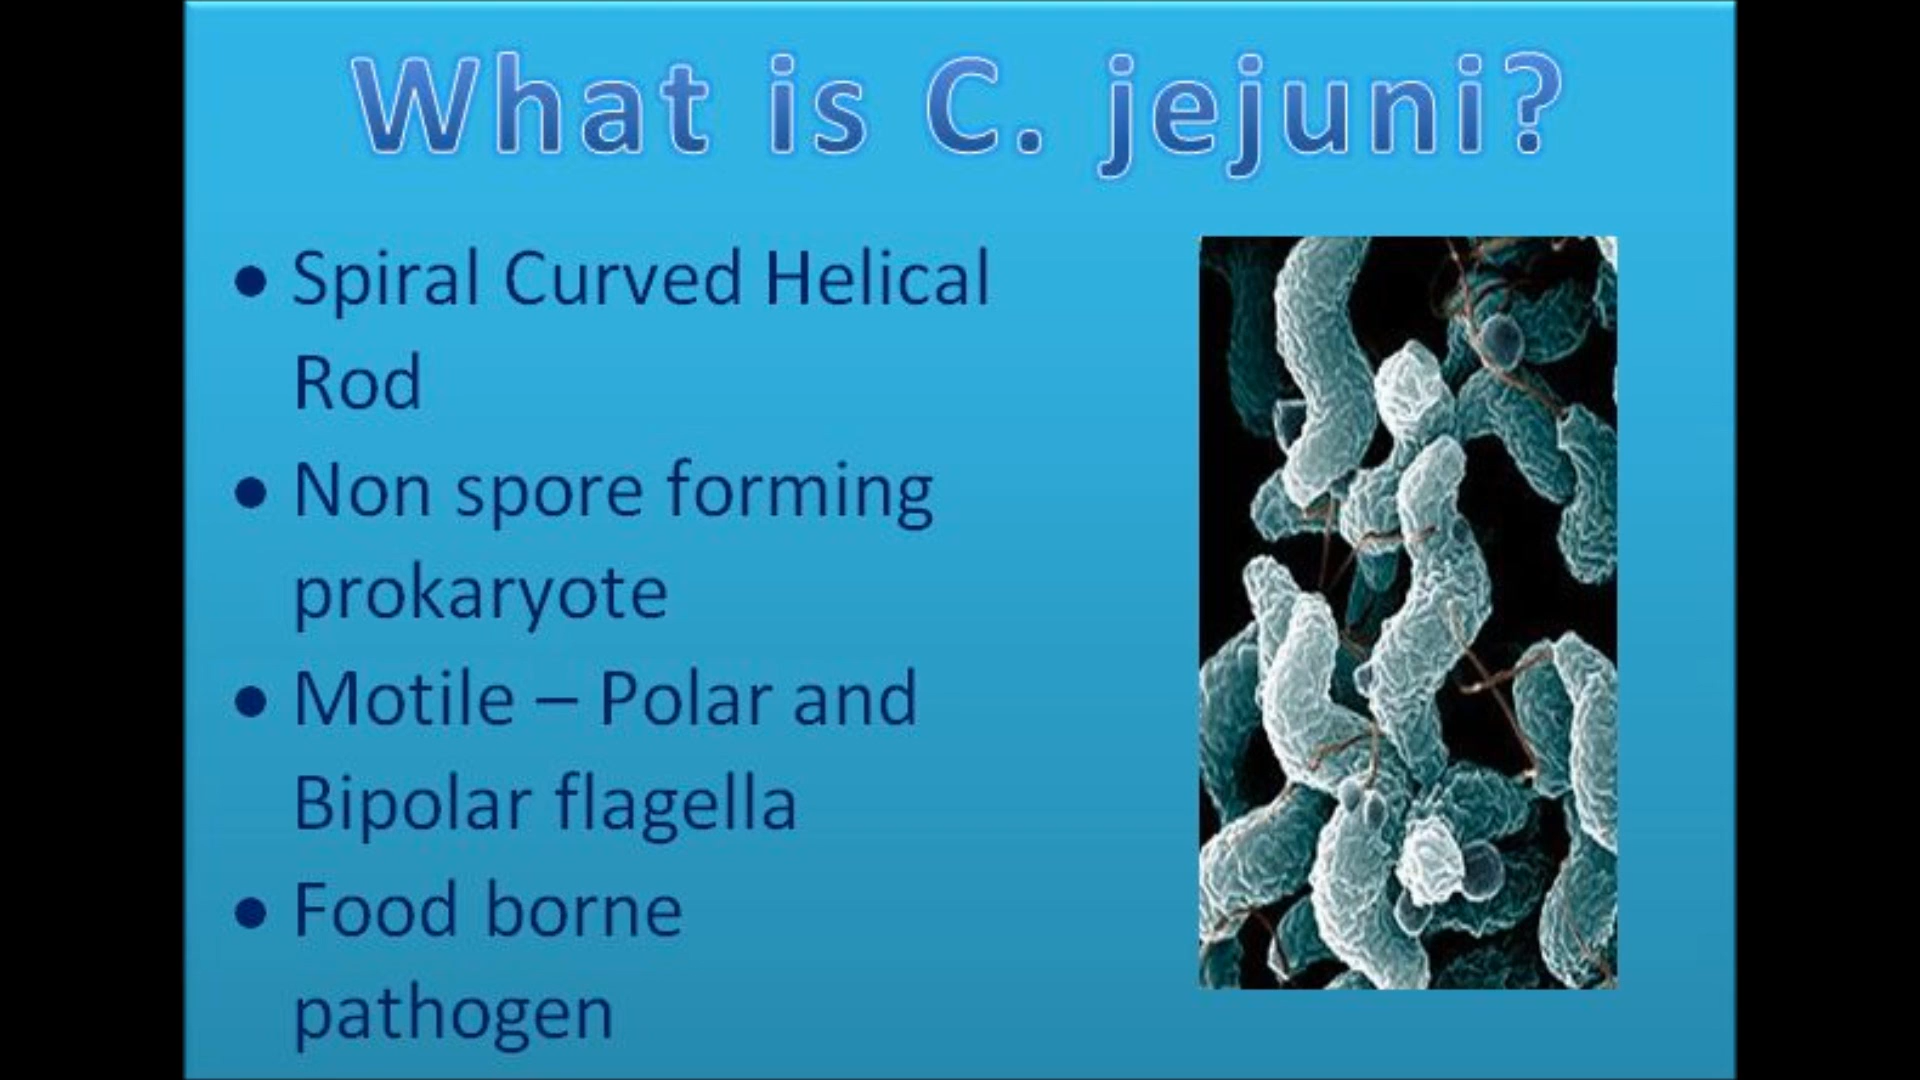 What is C. jejuni?
• Spiral Curved Helical
Rod
• Non spore forming
prokaryote
• Motile – Polar and
Bipolar flagella
• Food borne
pathogen